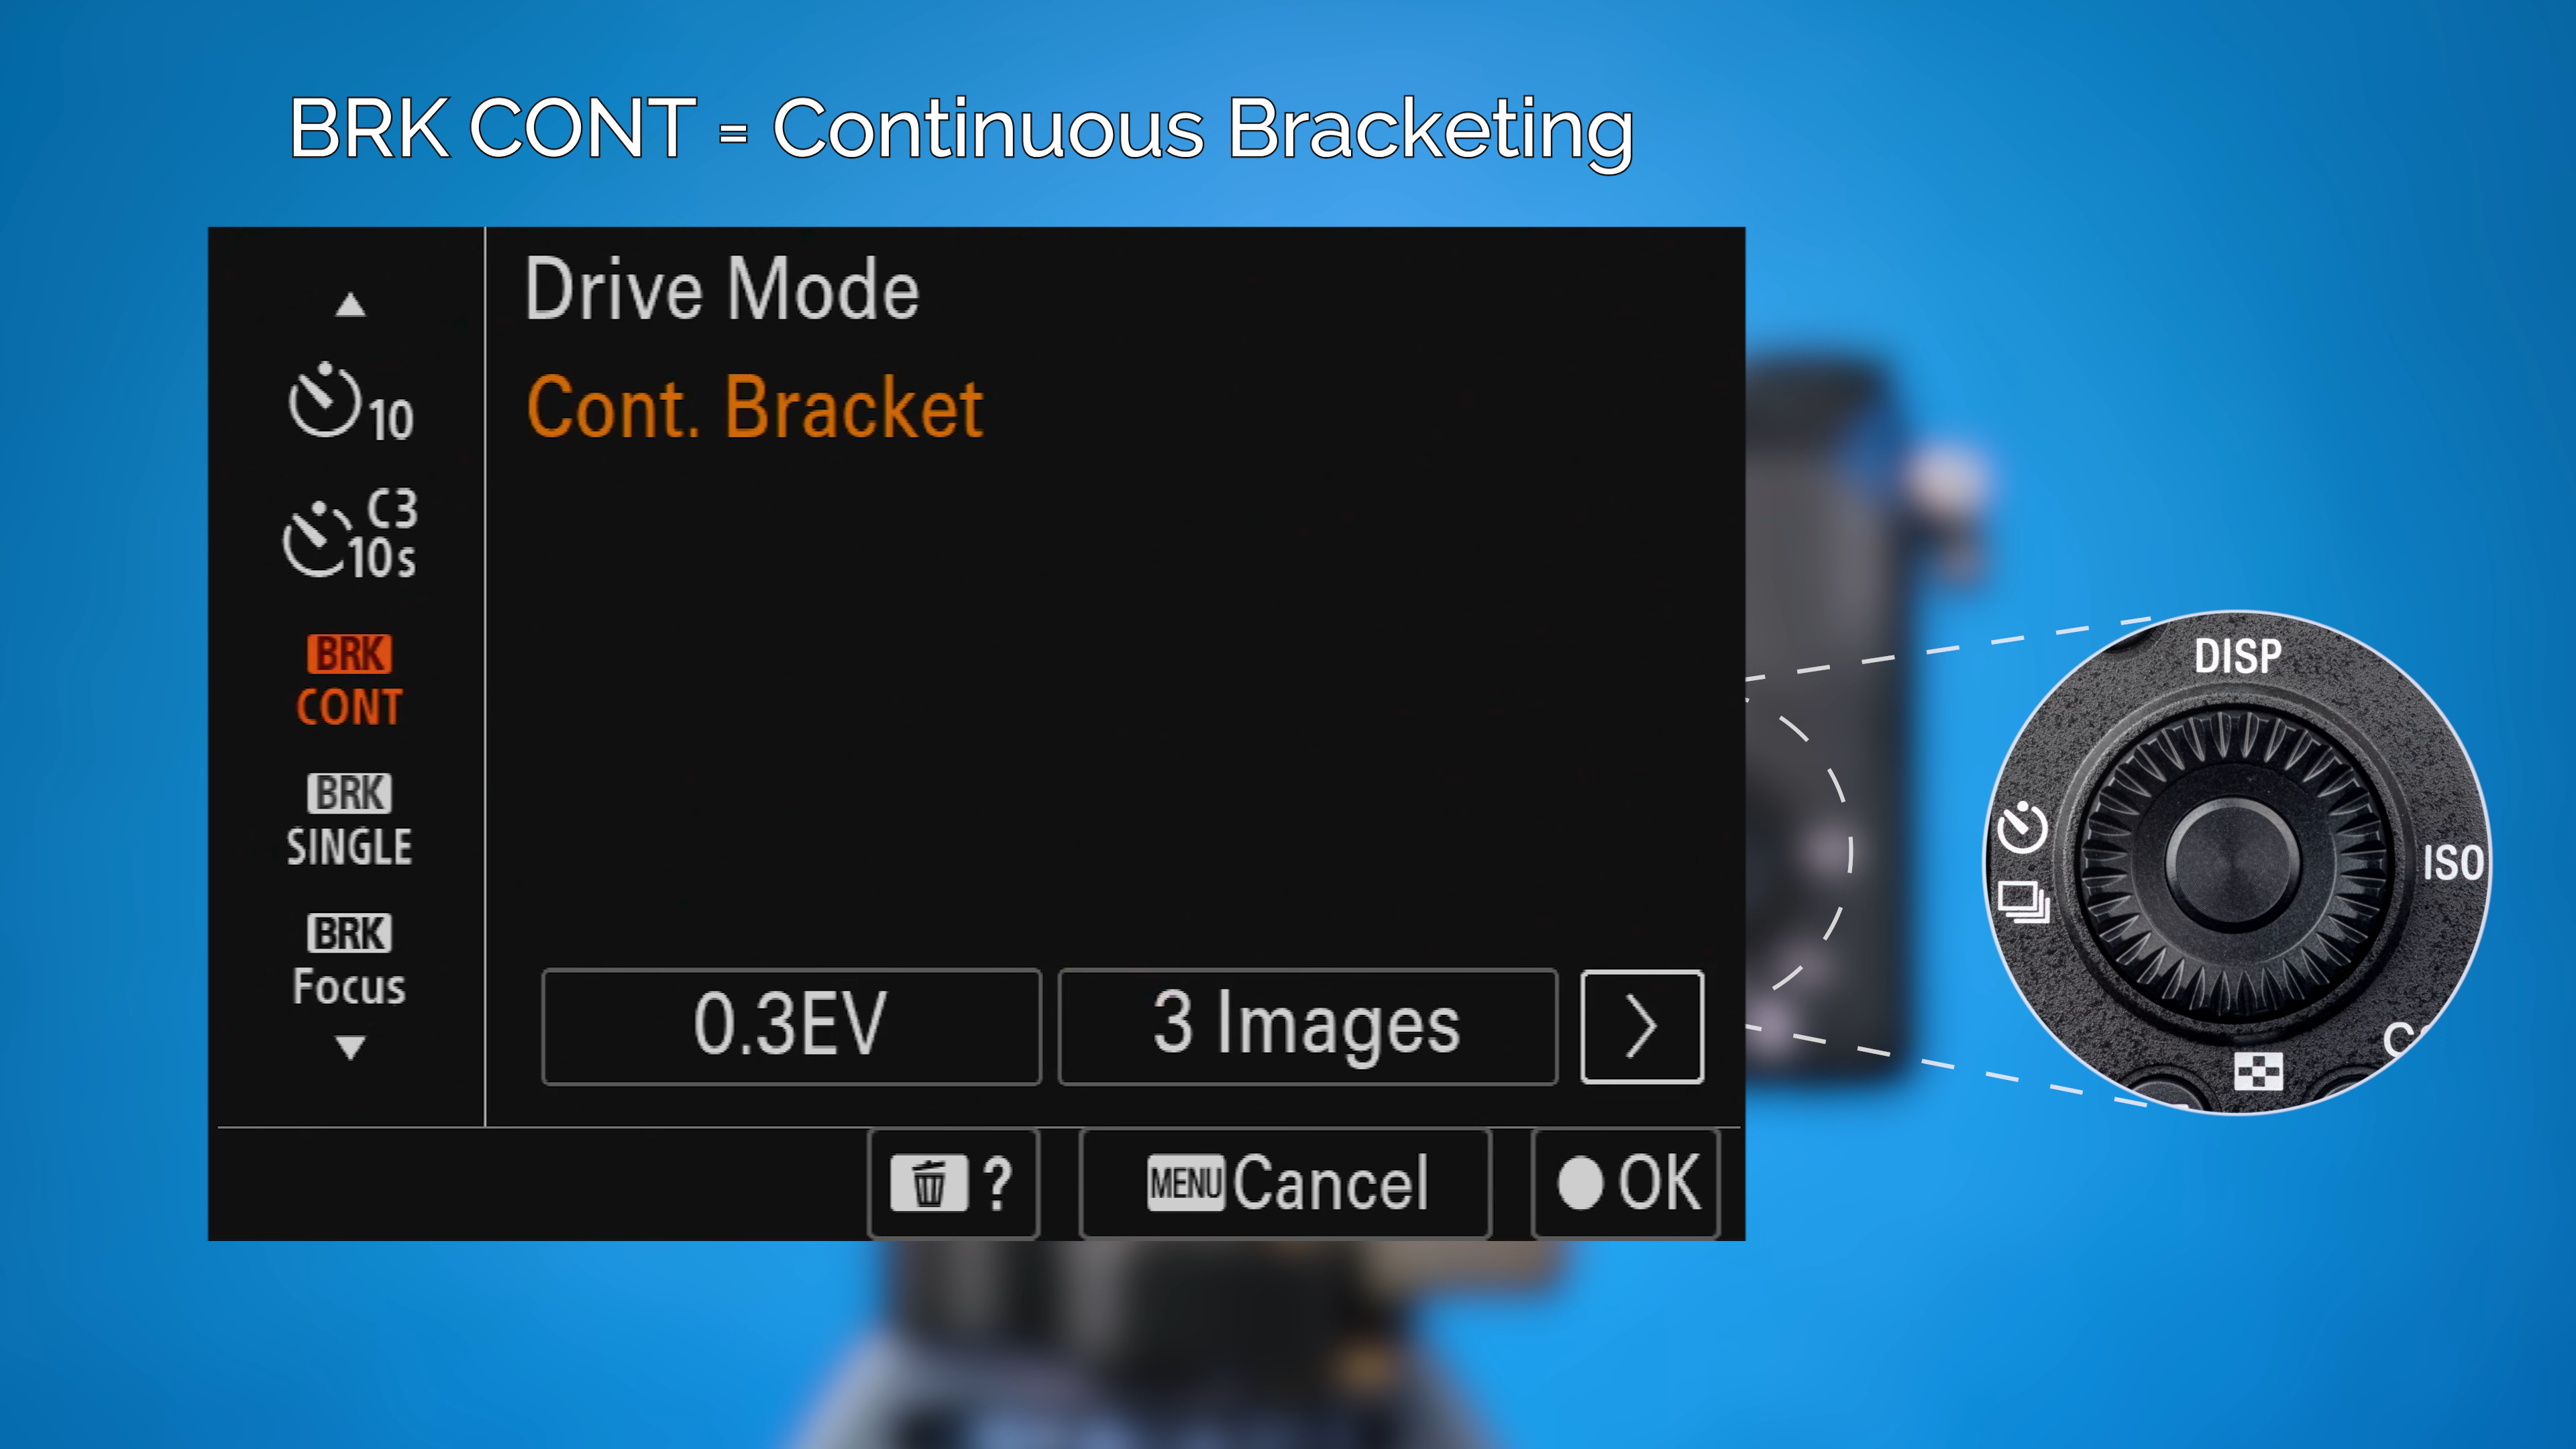 BRK CONT = Continuous Bracketing
Drive Mode
Cont. Bracket
10
C3
10s
BRK
CONT
BRK
SINGLE
BRK
Focus
0.3EV
3 Images
?
MENU Cancel
OK
DISP
ISO